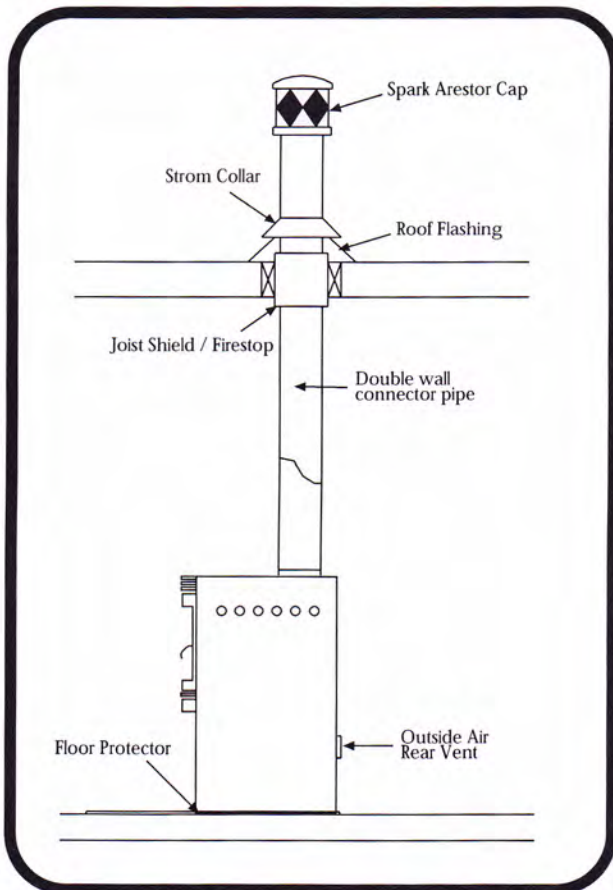 Spark Arestor Cap
Strom Collar
Roof Flashing
Joist Shield / Firestop
Double wall
connector pipe
Outside Air
Rear Vent
Floor Protector